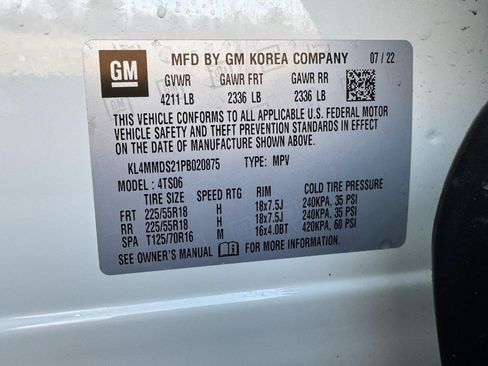 GM MFD BY GM KOREA COMPANY 07 / 22
GVWR GAWR FRT GAWR RR
4211 LB 2336 LB 2336 LB
THIS VEHICLE CONFORMS TO ALL APPLICABLE U.S. FEDERAL MOTOR
VEHICLE SAFETY AND THEFT PREVENTION STANDARDS IN EFFECT
ON THE DATE OF MANUFACTURE SHOWN ABOVE.
KL4MMDS21PB020875 TYPE: MPV
MODEL: 4TS06
TIRE SIZE SPEED RTG RIM COLD TIRE PRESSURE
FRT 225/55R18 H 18x7.5J 240KPA, 35 PSI
RR 225/55R18 H 18x7.5J 240KPA, 35 PSI
SPA T125/70R16 M 16x4.0BT 420KPA, 60 PSI
SEE OWNER'S MANUAL FOR MORE INFORMATION.